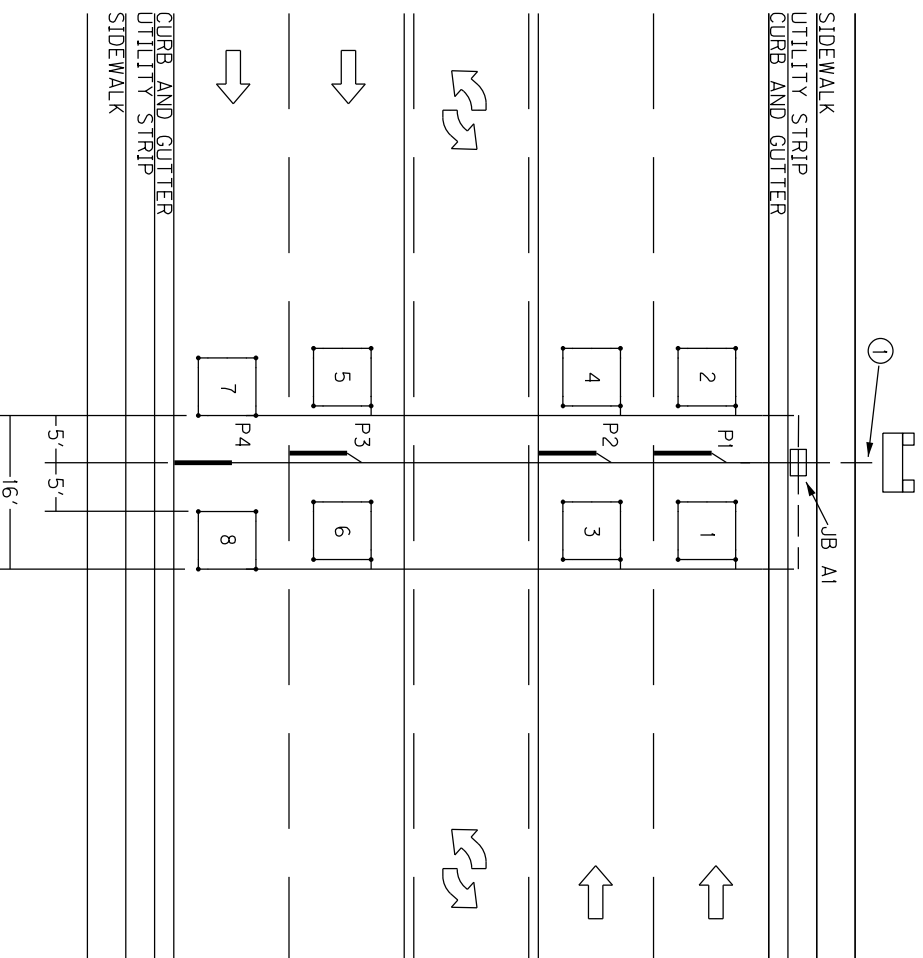 SIDEWALK
UTILITY STRIP
CURB AND GUTTER
1
JB A1
2
1
P1
4
3
P2
5
6
P3
7
8
P4
CURB AND GUTTER
UTILITY STRIP
SIDEWALK
5'
5'
16'